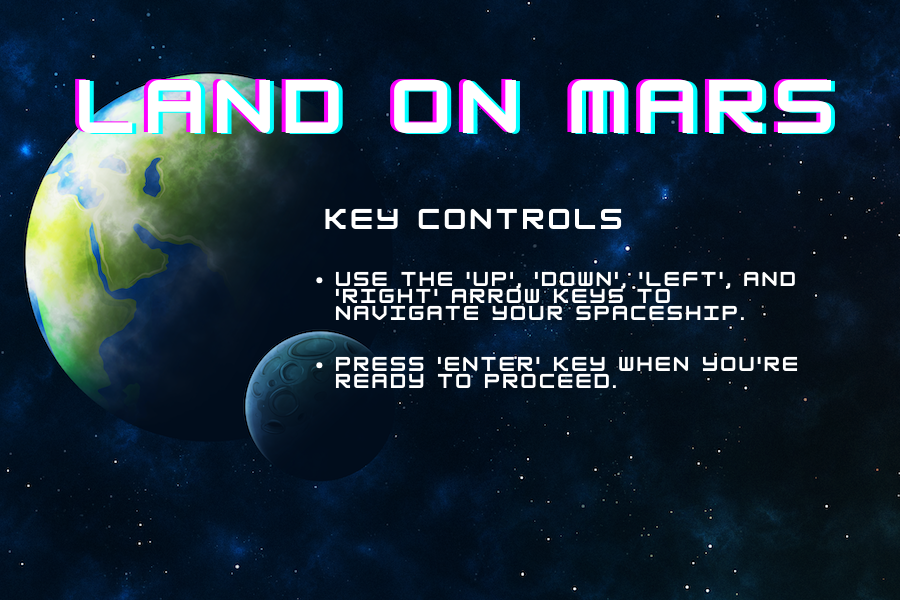 LAND ON MARS
KEY CONTROLS
• USE THE 'UP', 'DOWN', 'LEFT', AND
'RIGHT' ARROW KEYS TO
NAVIGATE YOUR SPACESHIP.
• PRESS 'ENTER' KEY WHEN YOU'RE
READY TO PROCEED.